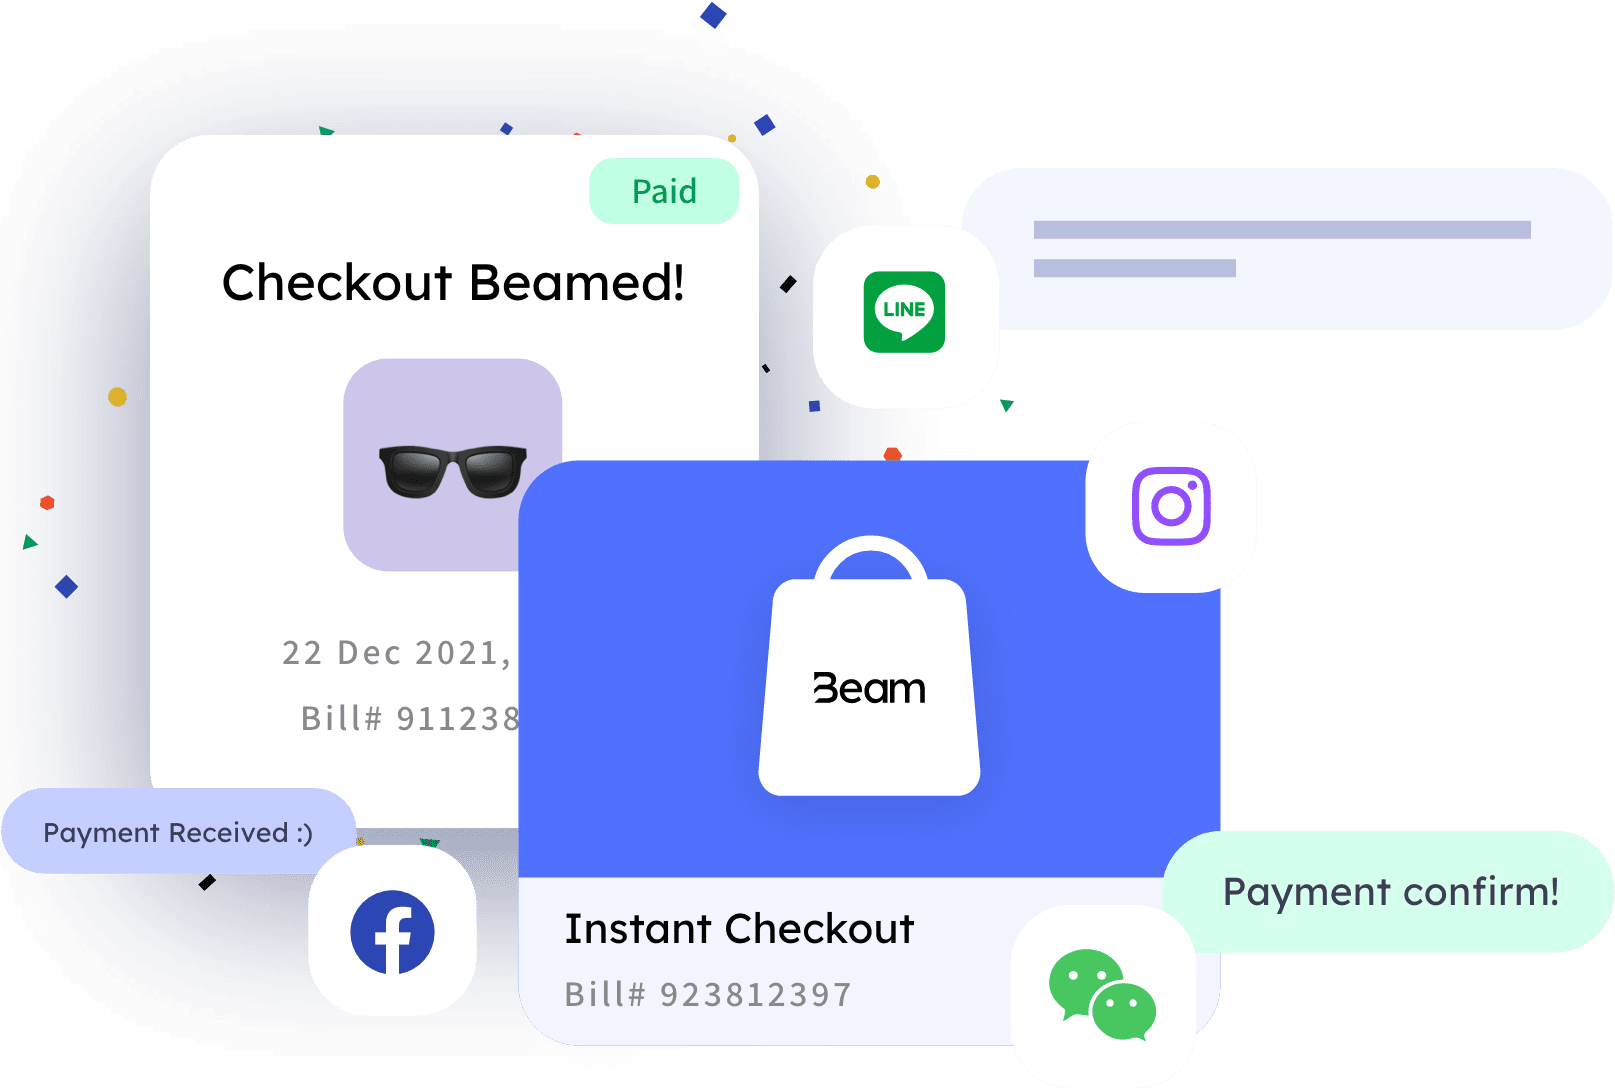 Paid
Checkout Beamed!
LINE
22 Dec 2021,
Bill# 911238
Beam
Payment Received :)
Payment confirm!
Instant Checkout
Bill# 923812397